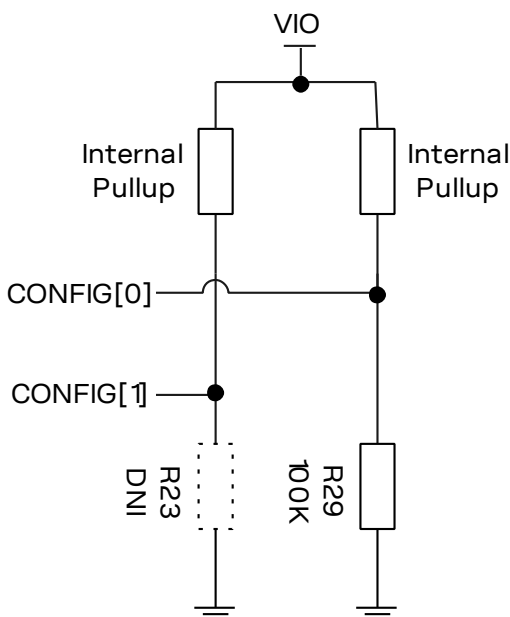 VIO
Internal
Pullup
Internal
Pullup
CONFIG[0]
CONFIG[1]
R23
DNI
R29
100K